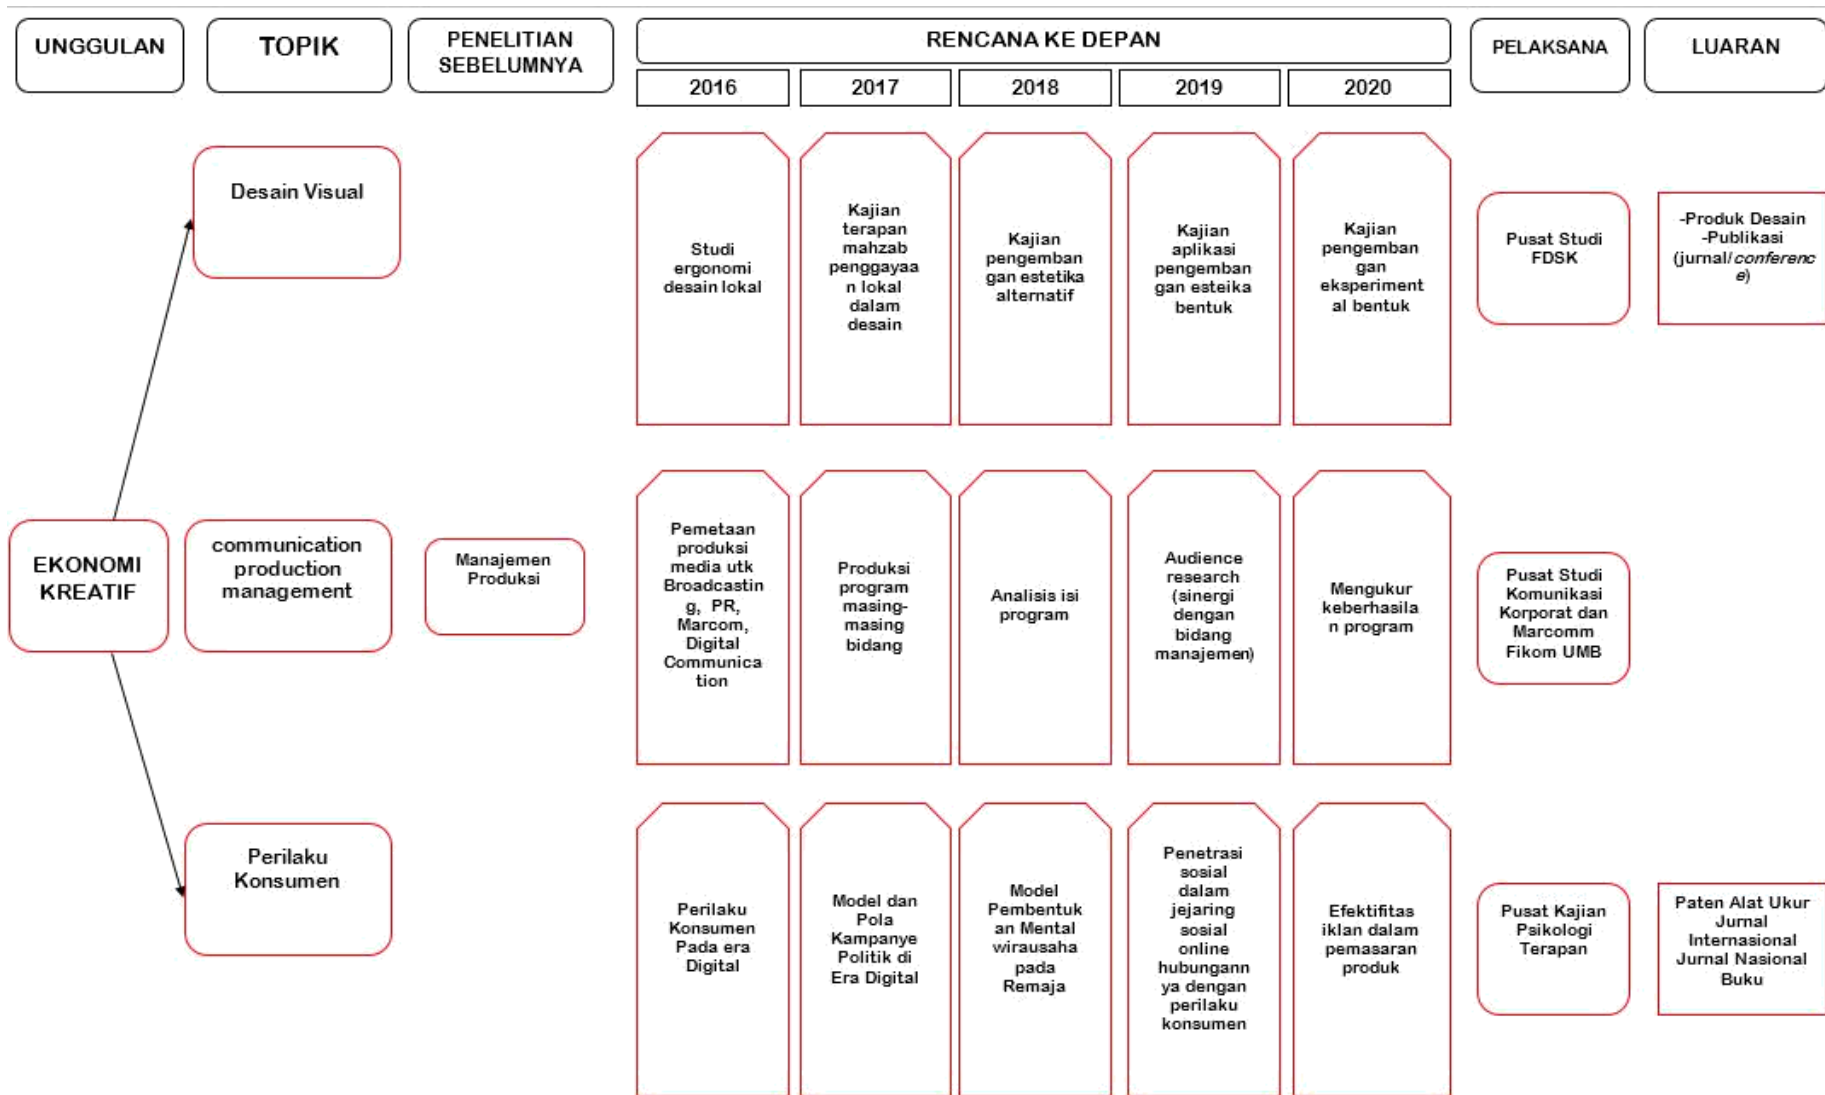 UNGGULAN
TOPIK
PENELITIAN
SEBELUMNYA
RENCANA KE DEPAN
2016
2017
2018
2019
2020
PELAKSANA
LUARAN
Desain Visual
Studi
ergonomi
desain lokal
Kajian
terapan
mahzab
penggayaa
n lokal
dalam
desain
Kajian
pengemban
gan estetika
alternatif
Kajian
aplikasi
pengemban
gan esteika
bentuk
Kajian
pengemban
gan
eksperiment
al bentuk
Pusat Studi
FDSK
-Produk Desain
-Publikasi
(jurnal/conferenc
e)
EKONOMI
KREATIF
communication
production
management
Manajemen
Produksi
Pemetaan
produksi
media utk
Broadcastin
g, PR,
Marcom,
Digital
Communica
tion
Produksi
program
masing-
masing
bidang
Analisis isi
program
Audience
research
(sinergi
dengan
bidang
manajemen)
Mengukur
keberhasila
n program
Pusat Studi
Komunikasi
Korporat dan
Marcomm
Fikom UMB
Perilaku
Konsumen
Perilaku
Konsumen
Pada era
Digital
Model dan
Pola
Kampanye
Politik di
Era Digital
Model
Pembentuk
an Mental
wirausaha
pada
Remaja
Penetrasi
sosial
dalam
jejaring
sosial
online
hubungann
ya dengan
perilaku
konsumen
Efektifitas
iklan dalam
pemasaran
produk
Pusat Kajian
Psikologi
Terapan
Paten Alat Ukur
Jurnal
Internasional
Jurnal Nasional
Buku